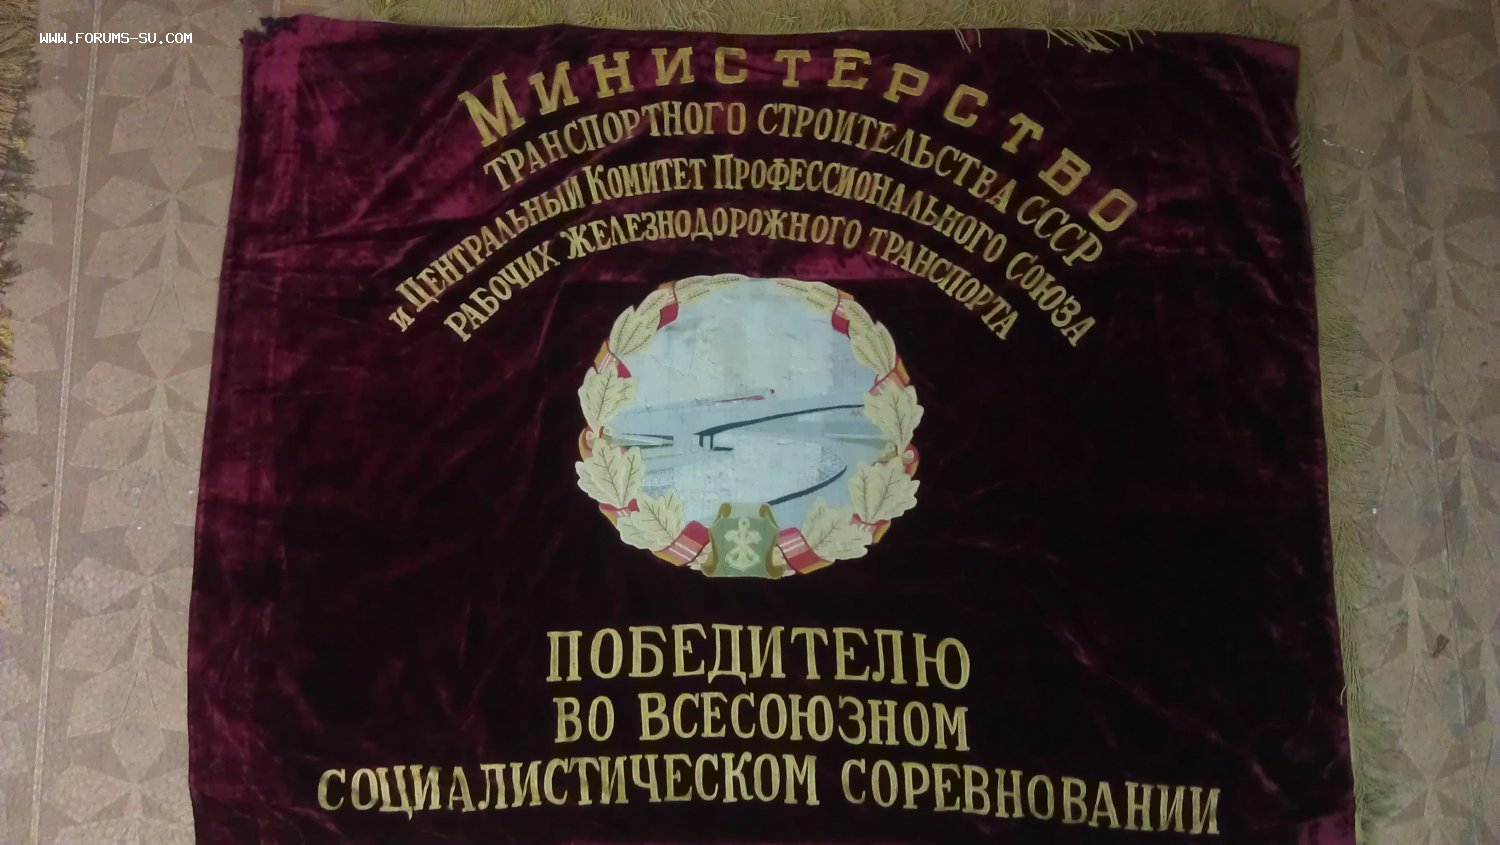 WWW.FORUMS-SU.COM
МИНИСТЕРСТВО
ТРАНСПОРТНОГО СТРОИТЕЛЬСТВА СССР
и ЦЕНТРАЛЬНЫЙ КОМИТЕТ ПРОФЕССИОНАЛЬНОГО СОЮЗА
РАБОЧИХ ЖЕЛЕЗНОДОРОЖНОГО ТРАНСПОРТА
ПОБЕДИТЕЛЮ
ВО ВСЕСОЮЗНОМ
СОЦИАЛИСТИЧЕСКОМ СОРЕВНОВАНИИ